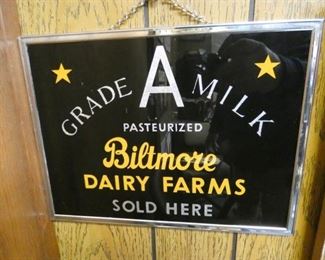 GRADE A MILK
PASTEURIZED
Biltmore
DAIRY FARMS
SOLD HERE